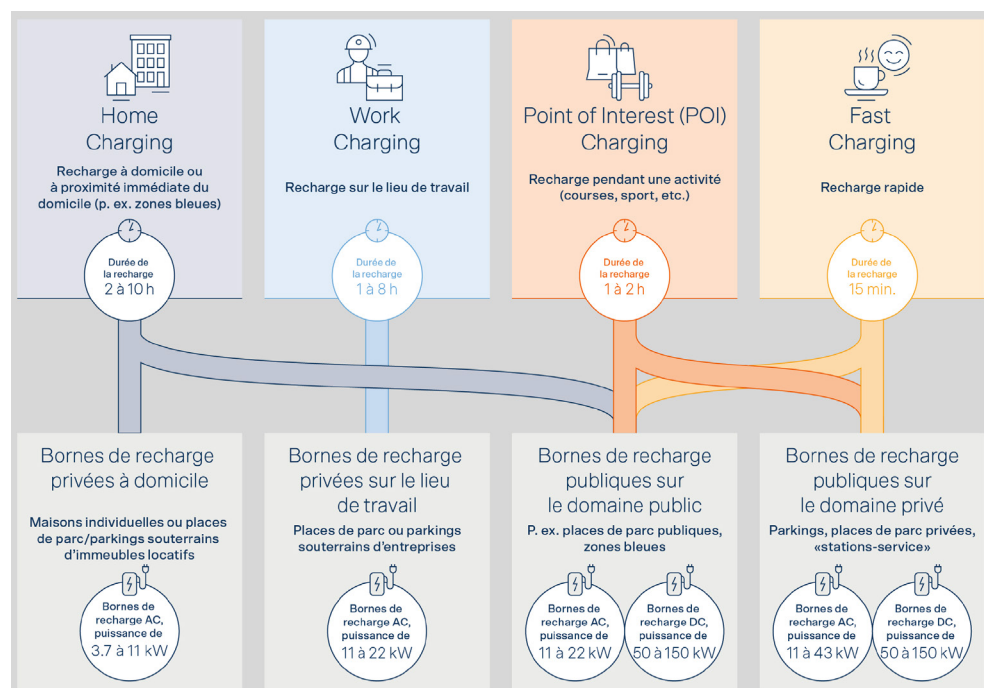 Home
Charging
Recharge à domicile ou
à proximité immédiate du
domicile (p. ex. zones bleues)
Durée de
la recharge
2 à 10 h
Work
Charging
Recharge sur le lieu de travail
Durée de
la recharge
1 à 8 h
Point of Interest (POI)
Charging
Recharge pendant une activité
(courses, sport, etc.)
Durée de
la recharge
1 à 2 h
Fast
Charging
Recharge rapide
Durée de
la recharge
15 min.
Bornes de recharge
privées à domicile
Maisons individuelles ou places
de parc/parkings souterrains
d’immeubles locatifs
Bornes de
recharge AC,
puissance de
3.7 à 11 kW
Bornes de recharge
privées sur le lieu
de travail
Places de parc ou parkings
souterrains d’entreprises
Bornes de
recharge AC,
puissance de
11 à 22 kW
Bornes de recharge
publiques sur
le domaine public
P. ex. places de parc publiques,
zones bleues
Bornes de
recharge AC,
puissance de
11 à 22 kW
Bornes de
recharge DC,
puissance de
50 à 150 kW
Bornes de recharge
publiques sur
le domaine privé
Parkings, places de parc privées,
«stations-service»
Bornes de
recharge AC,
puissance de
11 à 43 kW
Bornes de
recharge DC,
puissance de
50 à 150 kW